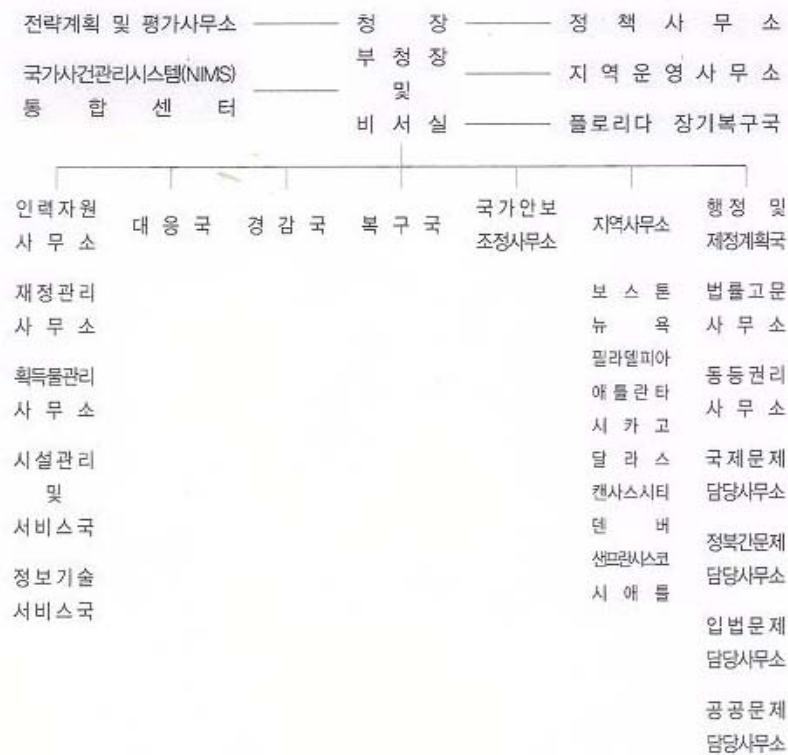 전략계획 및 평가사무소
국가사건관리시스템(NIMS)
통 합 센 터
청 장
부 청 장
및
비 서 실
정 책 사 무 소
지 역 운 영 사 무 소
플로리다 장기복구국
인력자원
사 무 소
재정관리
사 무 소
획득물관리
사 무 소
시설관리
및
서비스국
정보기술
서비스국
대 응 국
경 감 국
복 구 국
국가안보
조정사무소
지역사무소
보 스 톤
뉴 욕
필라델피아
애 틀 란 타
시 카 고
달 라 스
캔사스시티
덴 버
샌프란시스코
시 애 틀
행정 및
제정계획국
법률고문
사 무 소
동등권리
사 무 소
국제문제
담당사무소
정북간문제
담당사무소
입법문제
담당사무소
공공문제
담당사무소